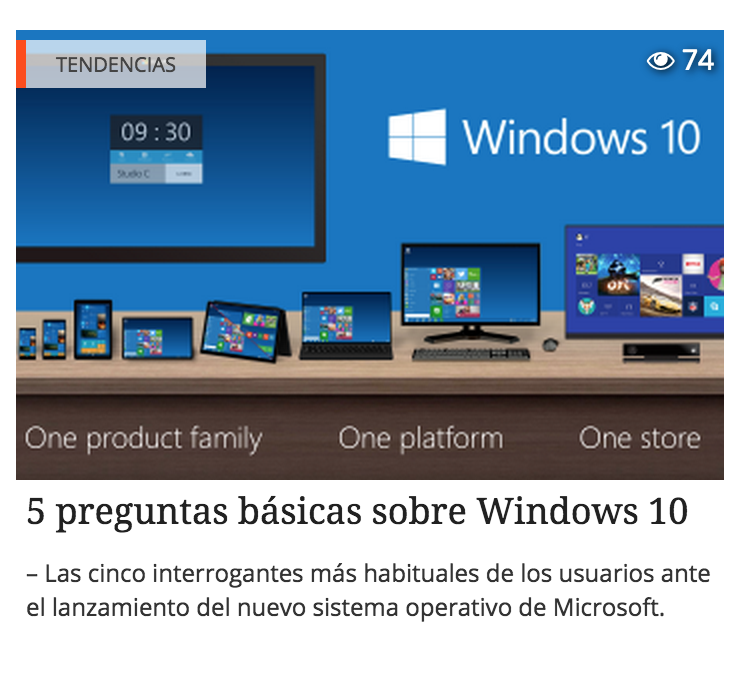 TENDENCIAS
74
09 : 30
Studio C
Windows 10
One product family
One platform
One store
5 preguntas básicas sobre Windows 10
– Las cinco interrogantes más habituales de los usuarios ante
el lanzamiento del nuevo sistema operativo de Microsoft.